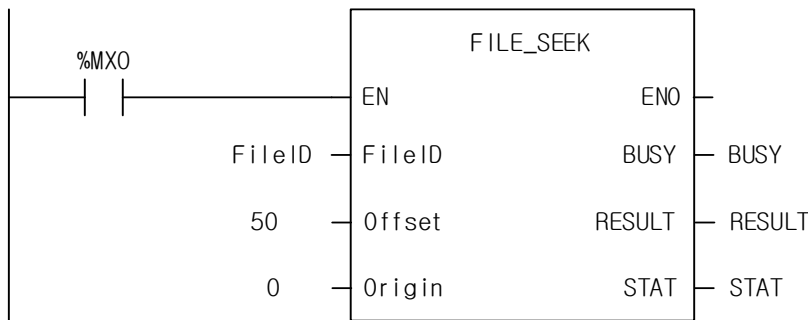 FILE_SEEK
%MX0
EN ENO
FileID FileID BUSY BUSY
50 Offset RESULT RESULT
0 Origin STAT STAT